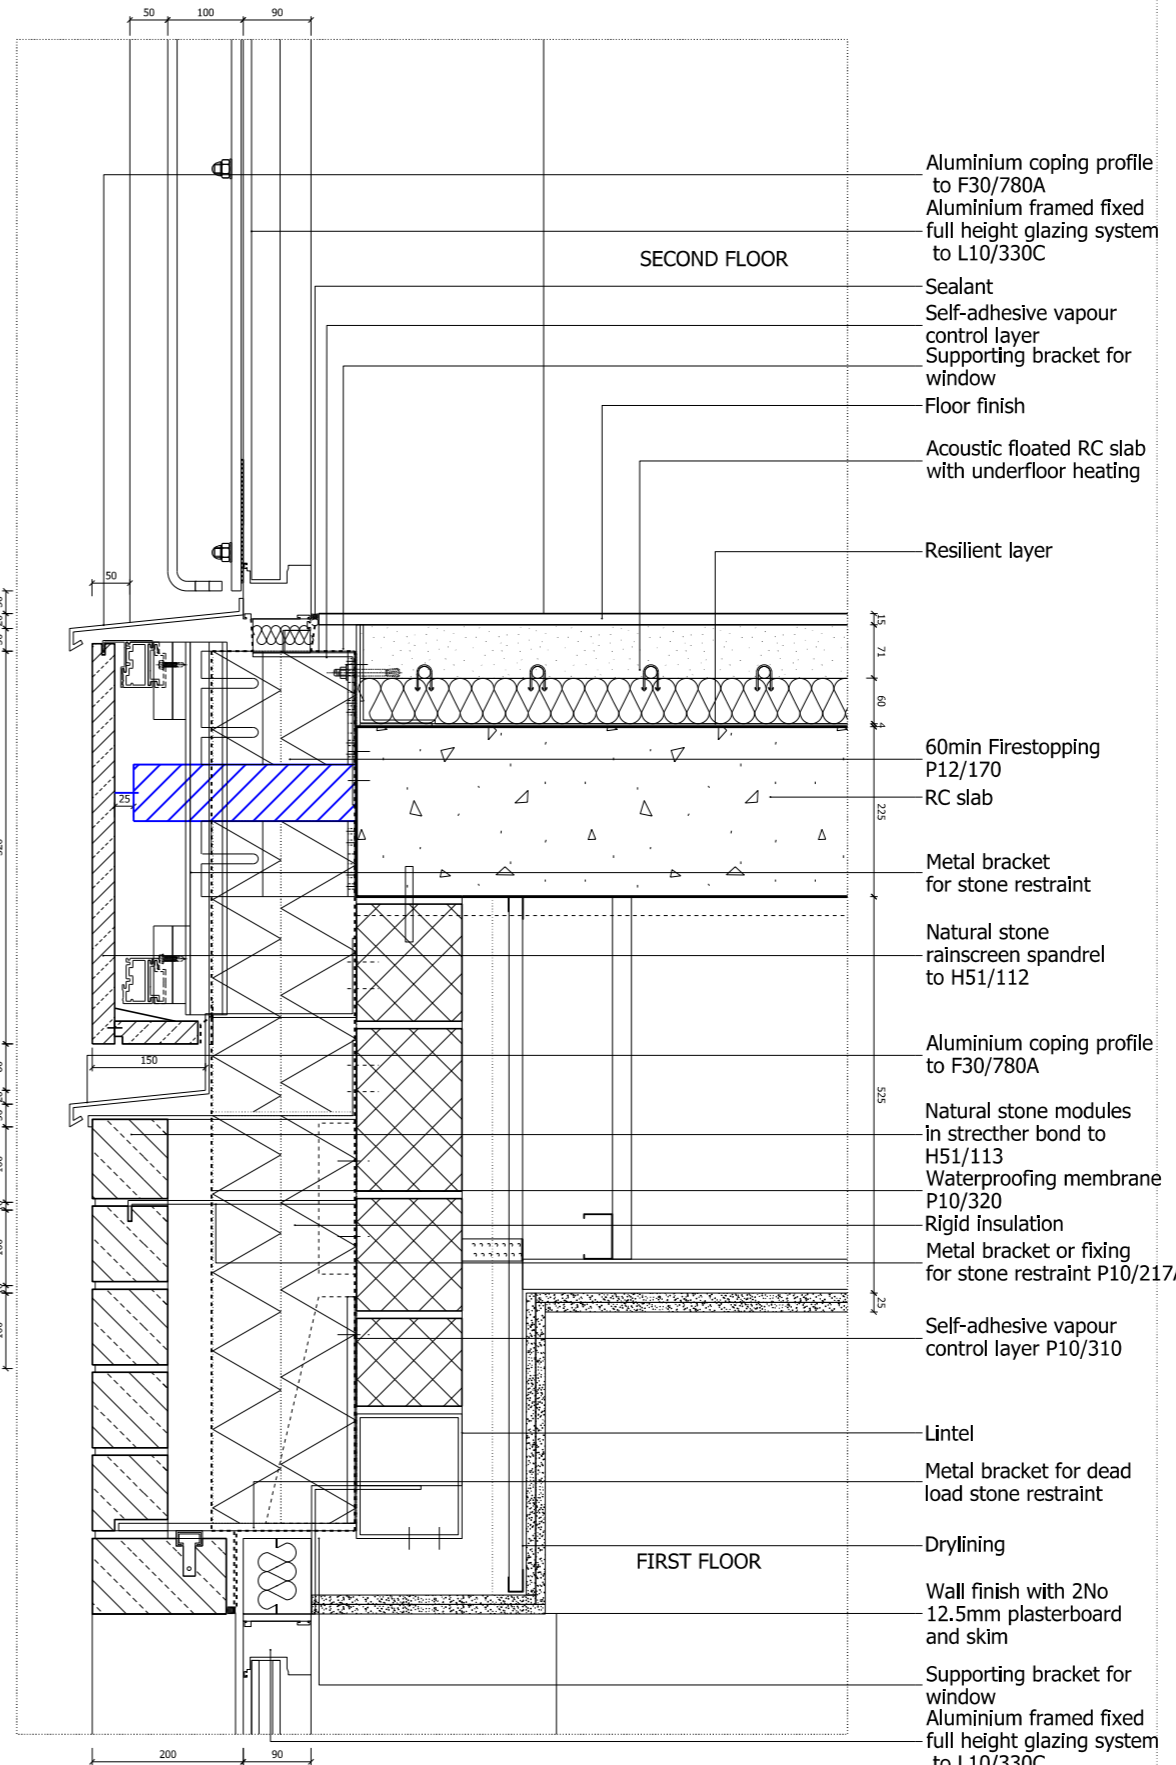 50
100
90
Aluminium coping profile
to F30/780A
Aluminium framed fixed
full height glazing system
to L10/330C
SECOND FLOOR
Sealant
Self-adhesive vapour
control layer
Supporting bracket for
window
Floor finish
Acoustic floated RC slab
with underfloor heating
Resilient layer
50
15
71
60
4
60min Firestopping
P12/170
RC slab
25
225
Metal bracket
for stone restraint
Natural stone
rainscreen spandrel
to H51/112
Aluminium coping profile
to F30/780A
150
525
Natural stone modules
in strecther bond to
H51/113
Waterproofing membrane
P10/320
Rigid insulation
Metal bracket or fixing
for stone restraint P10/217A
25
Self-adhesive vapour
control layer P10/310
Lintel
Metal bracket for dead
load stone restraint
Drylining
FIRST FLOOR
Wall finish with 2No
12.5mm plasterboard
and skim
Supporting bracket for
window
Aluminium framed fixed
full height glazing system
to L10/330C
200
90